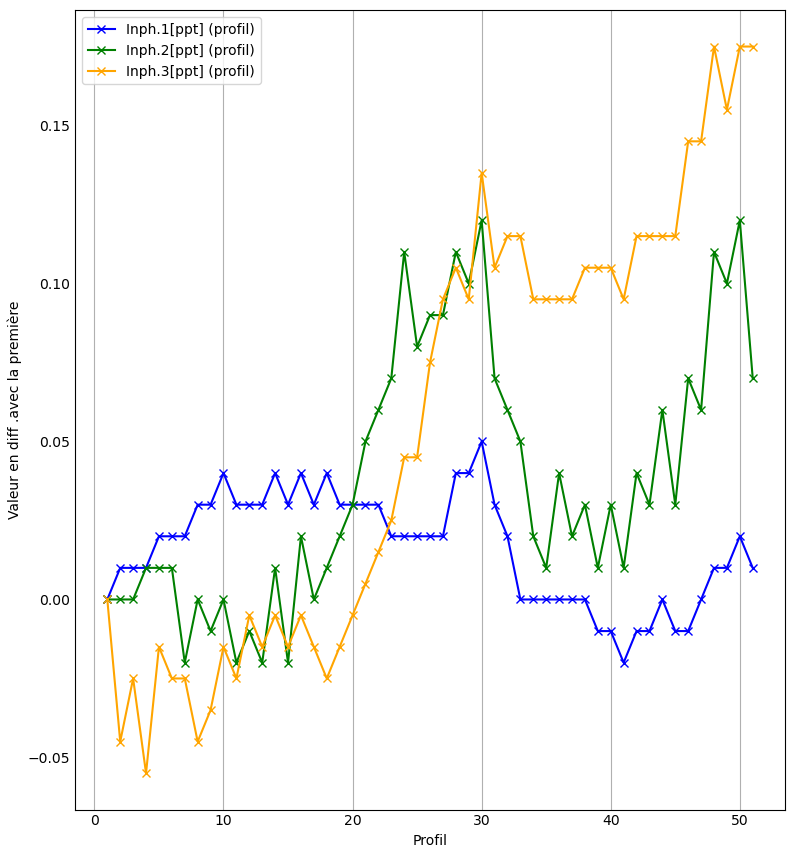 Inph.1[ppt] (profil)
Inph.2[ppt] (profil)
Inph.3[ppt] (profil)
Valeur en diff .avec la première
0.15
0.10
0.05
0.00
−0.05
0 10 20 30 40 50
Profil